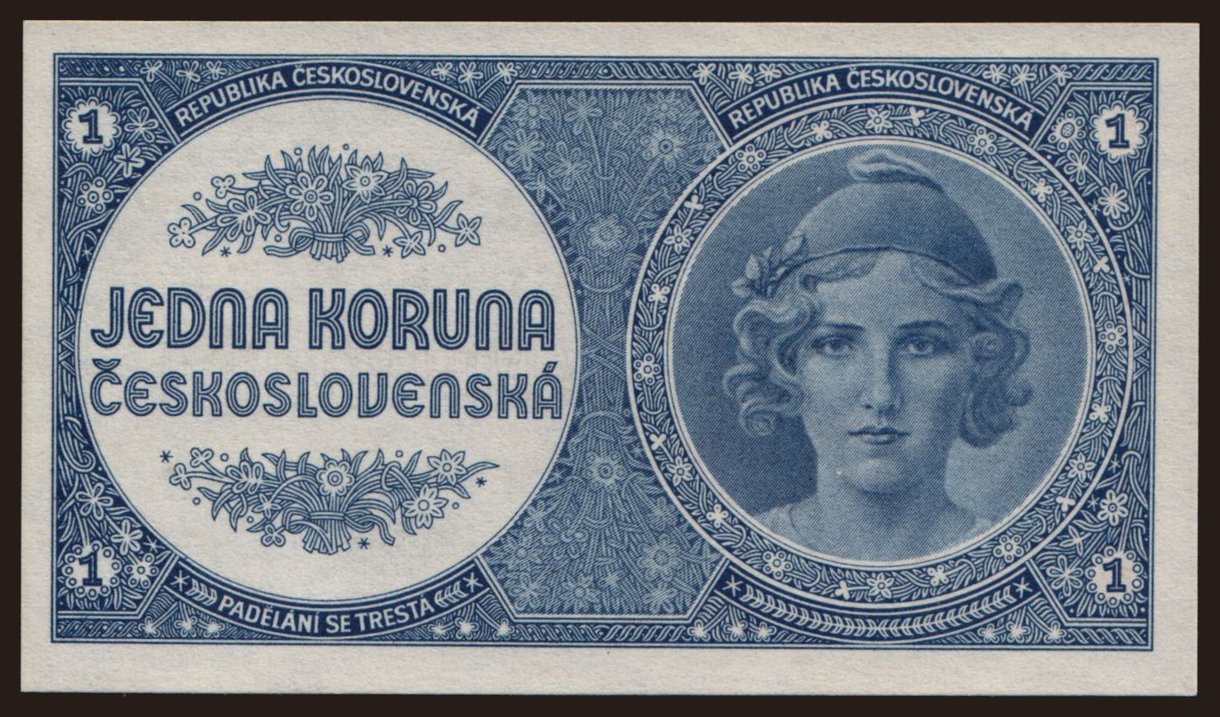 REPUBLIKA ČESKOSLOVENSKÁ
REPUBLIKA ČESKOSLOVENSKÁ
1
1
JEDNA KORUNA
ČESKOSLOVENSKÁ
1
1
PADĚLÁNÍ SE TRESTÁ